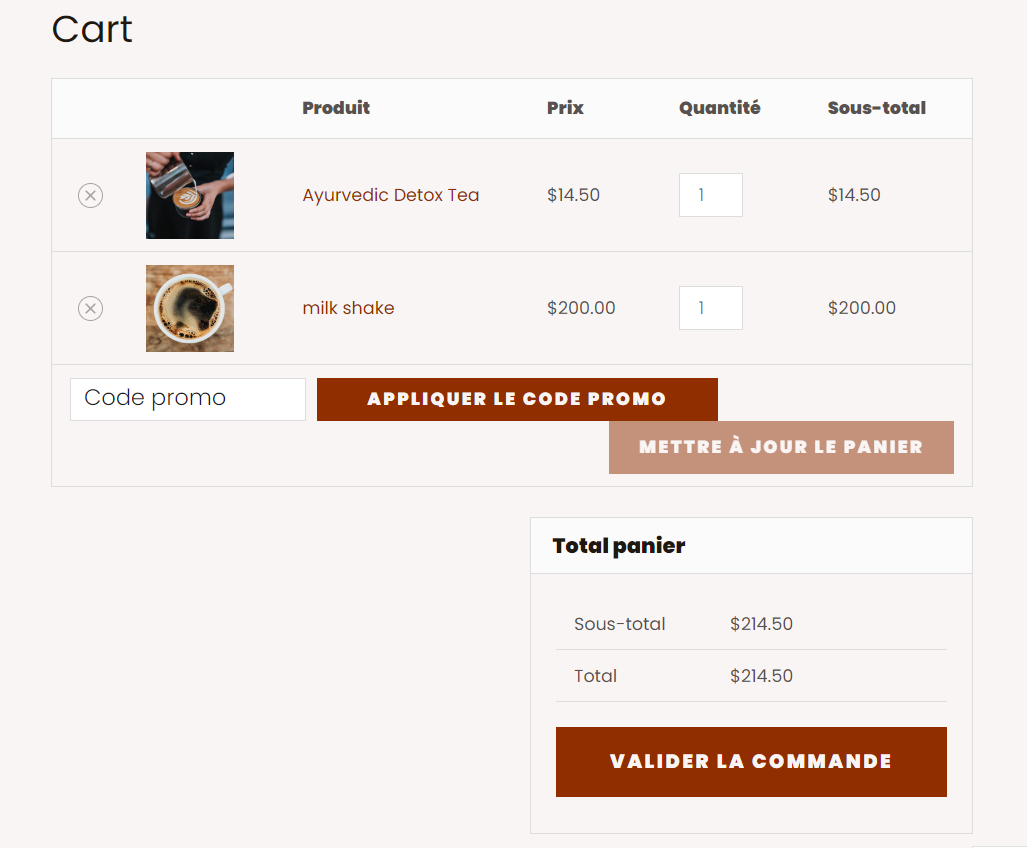 Cart
Produit Prix Quantité Sous-total
Ayurvedic Detox Tea $14.50 1 $14.50
milk shake $200.00 1 $200.00
Code promo APPLIQUER LE CODE PROMO
METTRE À JOUR LE PANIER
Total panier
Sous-total $214.50
Total $214.50
VALIDER LA COMMANDE